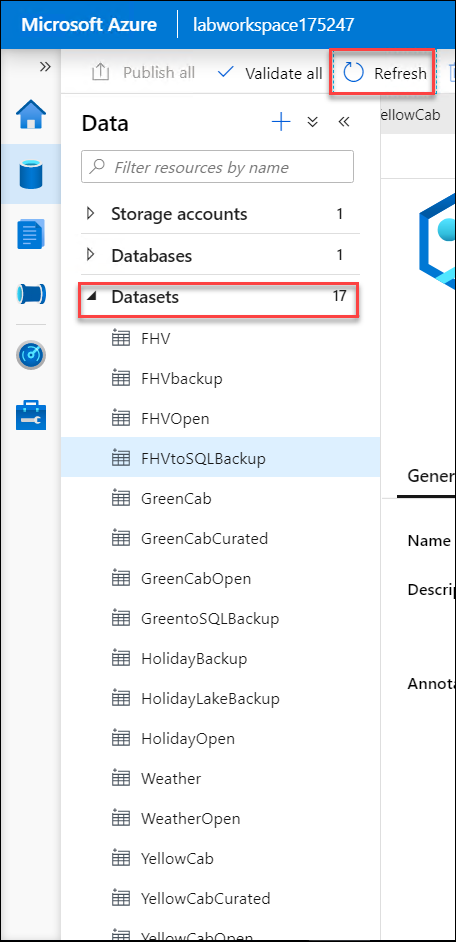 Microsoft Azure labworkspace175247
Publish all Validate all Refresh
Data
ellowCab
Filter resources by name
Storage accounts 1
Databases 1
Datasets 17
FHV
FHVbackup
FHVOpen
FHVtoSQLBackup
Gener
GreenCab
GreenCabCurated
Name
GreenCabOpen
Descrip
GreentoSQLBackup
HolidayBackup
Annota
HolidayLakeBackup
HolidayOpen
Weather
WeatherOpen
YellowCab
YellowCabCurated
YellowCabOpen